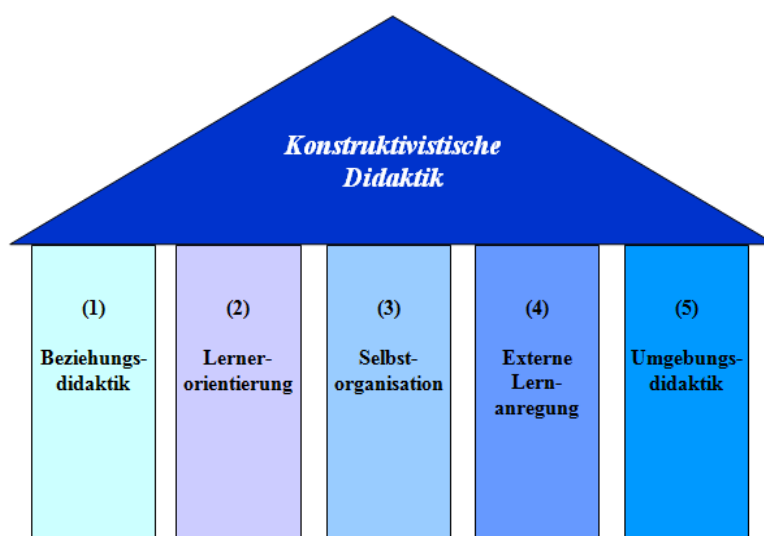 Konstruktivistische
Didaktik
(1)
Beziehungs-
didaktik
(2)
Lerner-
orientierung
(3)
Selbst-
organisation
(4)
Externe
Lern-
anregung
(5)
Umgebungs-
didaktik